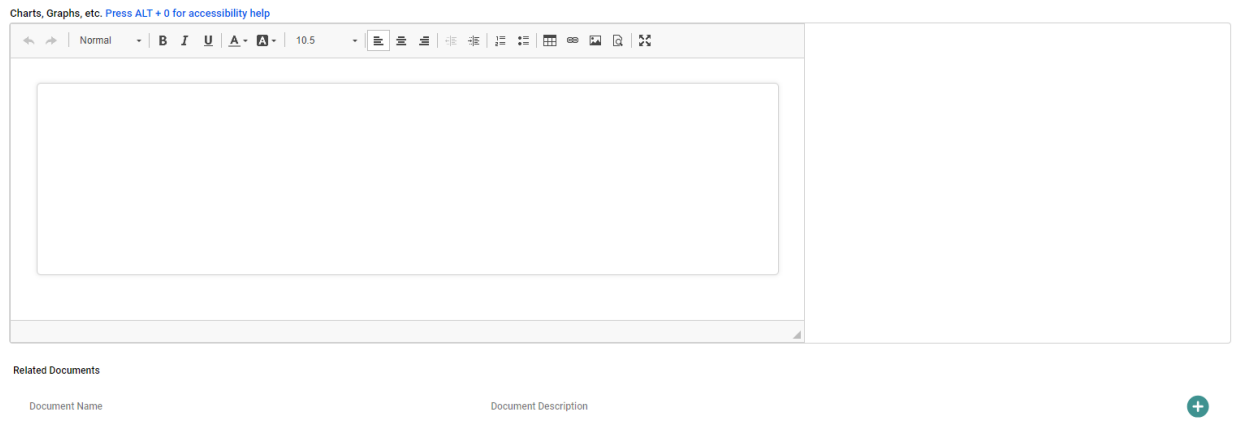 Charts, Graphs, etc. Press ALT + 0 for accessibility help
Normal B I U A A 10.5
Related Documents
Document Name Document Description